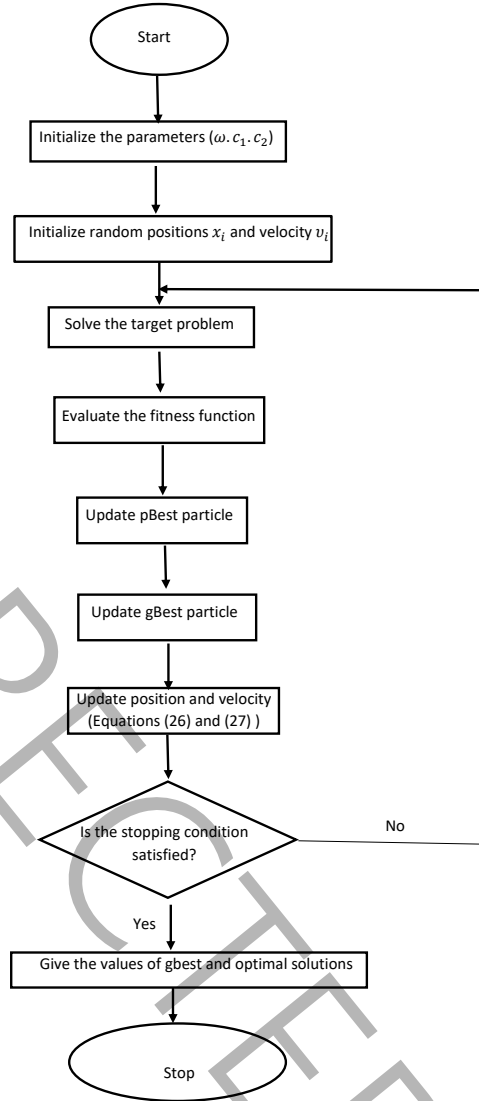 Start
Initialize the parameters (ω. c₁. c₂)
Initialize random positions xᵢ and velocity υᵢ
Solve the target problem
Evaluate the fitness function
Update pBest particle
Update gBest particle
Update position and velocity
(Equations (26) and (27) )
Is the stopping condition
satisfied?
No
Yes
Give the values of gbest and optimal solutions
Stop